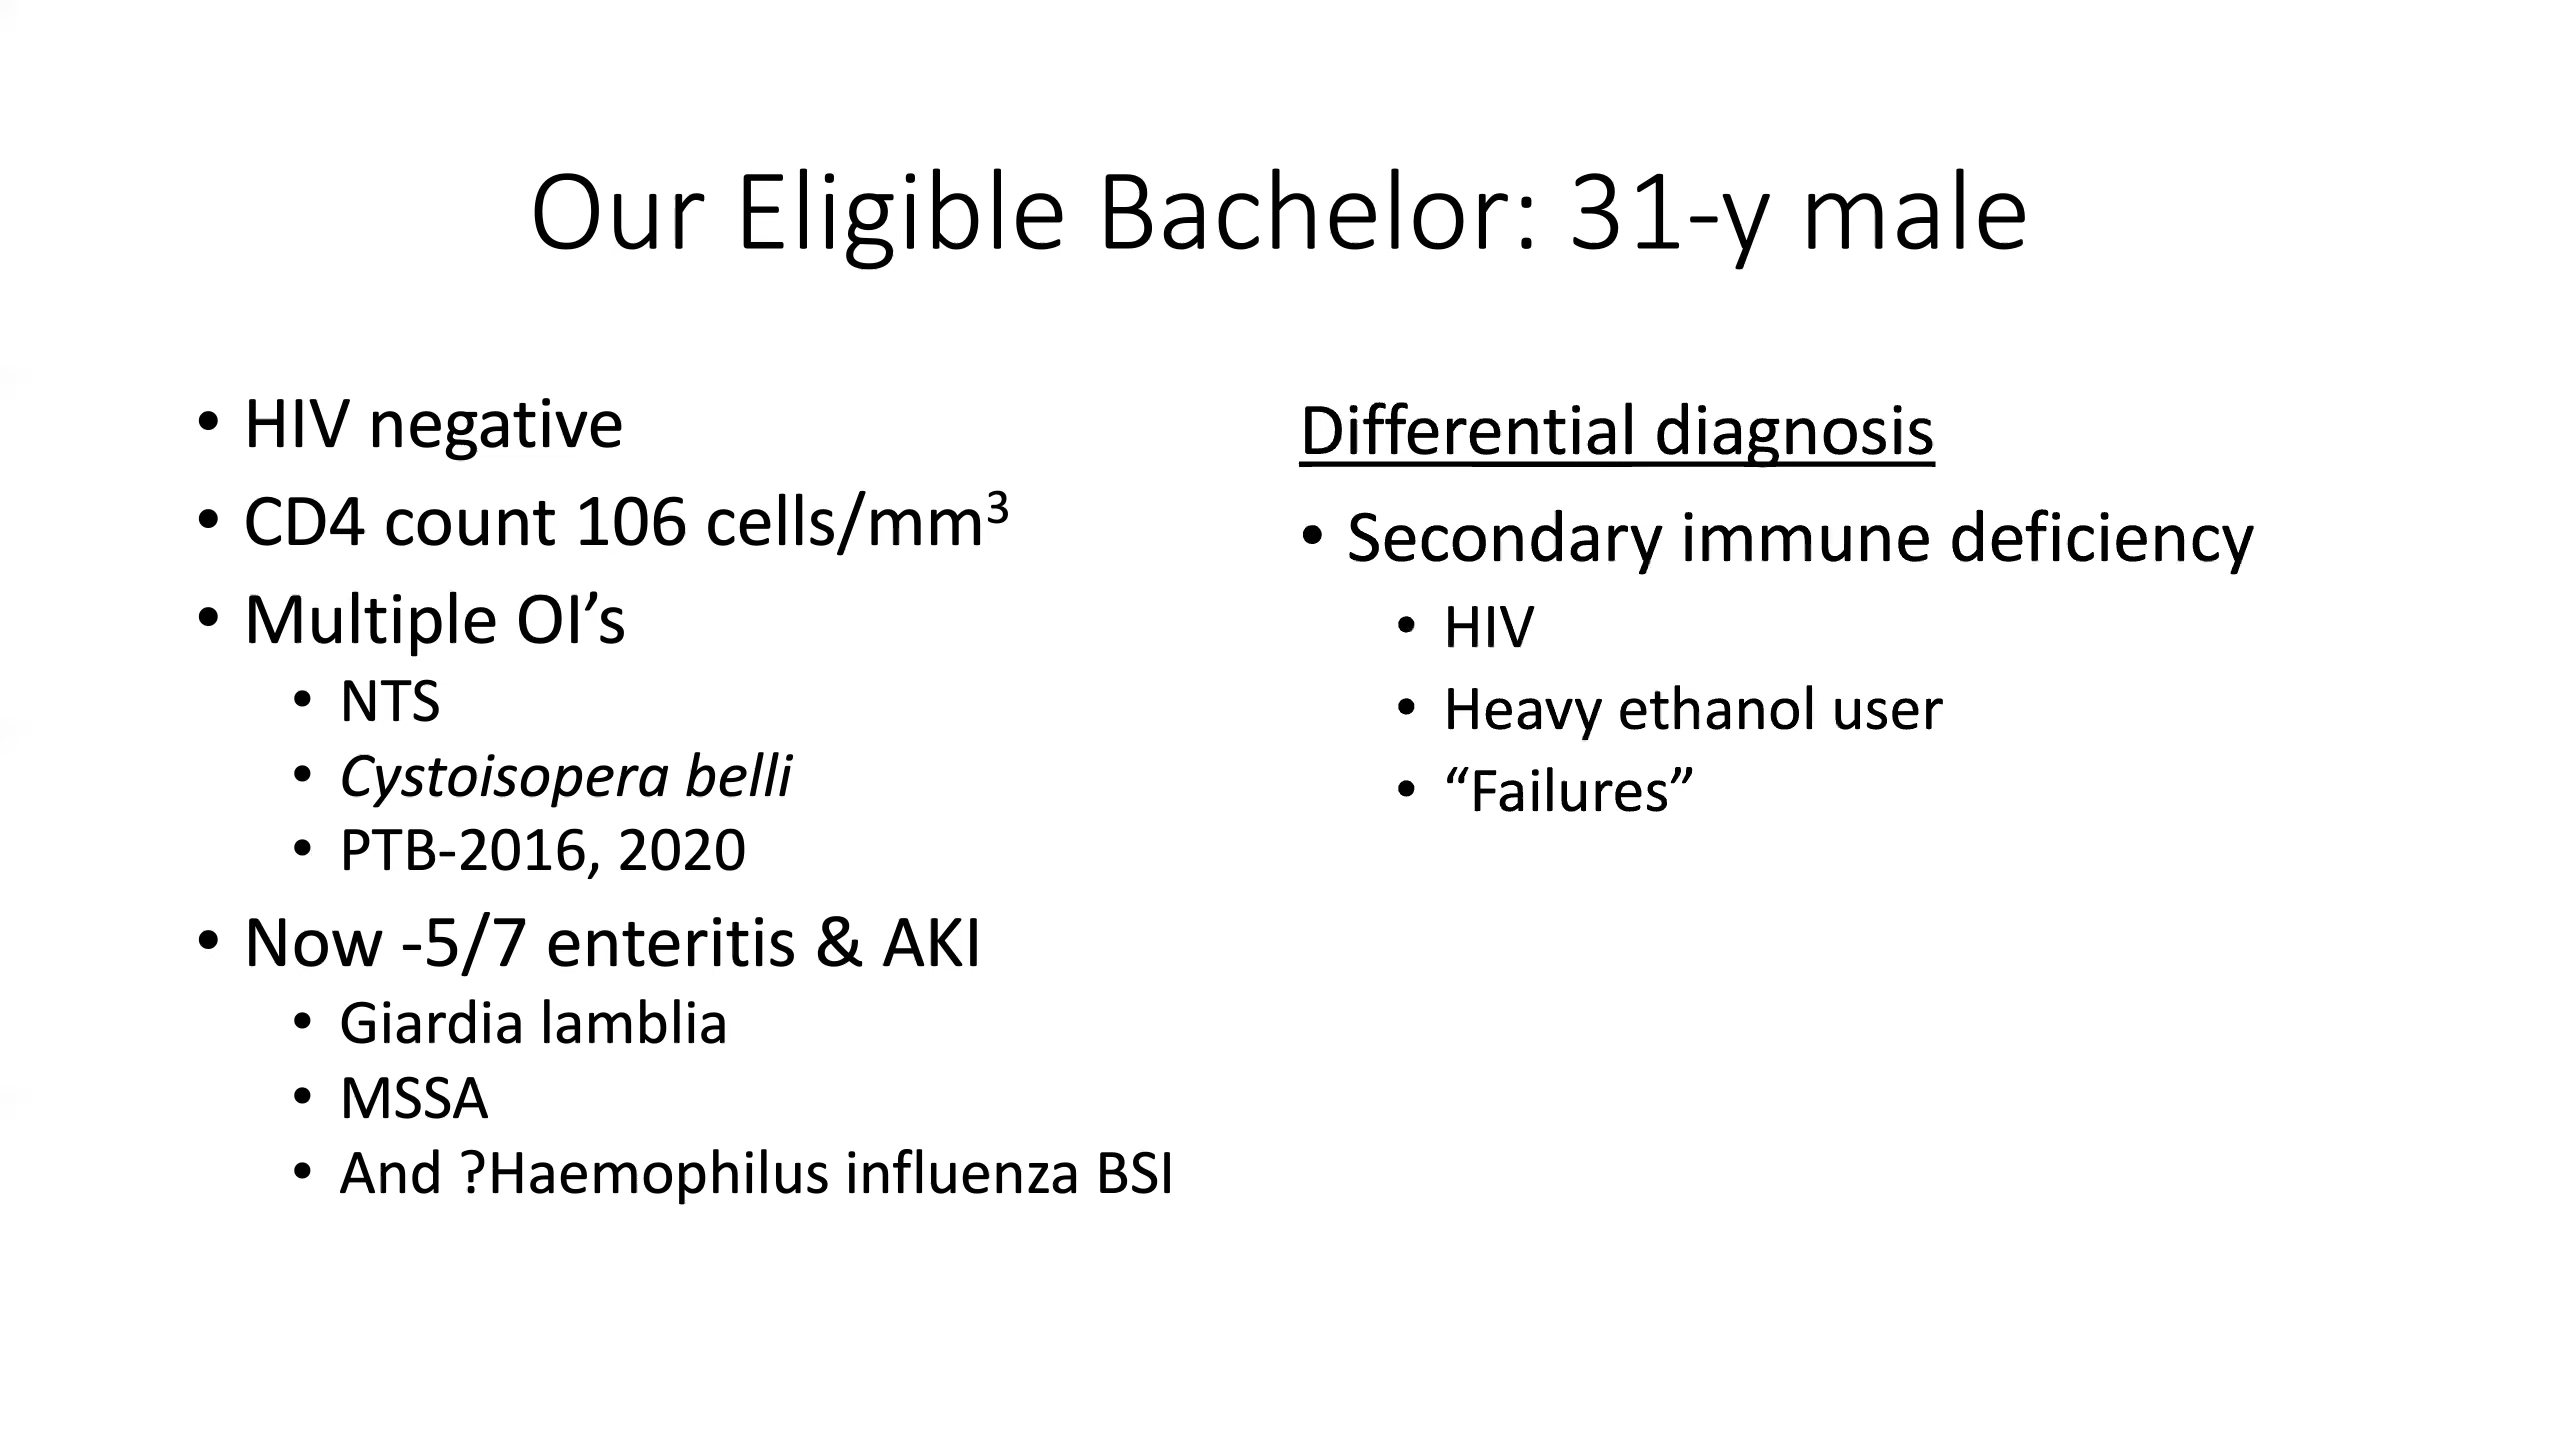 Our Eligible Bachelor: 31-y male
• HIV negative
• CD4 count 106 cells/mm³
• Multiple OI’s
• NTS
• Cystoisopera belli
• PTB-2016, 2020
• Now -5/7 enteritis & AKI
• Giardia lamblia
• MSSA
• And ?Haemophilus influenza BSI
Differential diagnosis
• Secondary immune deficiency
• HIV
• Heavy ethanol user
• “Failures”